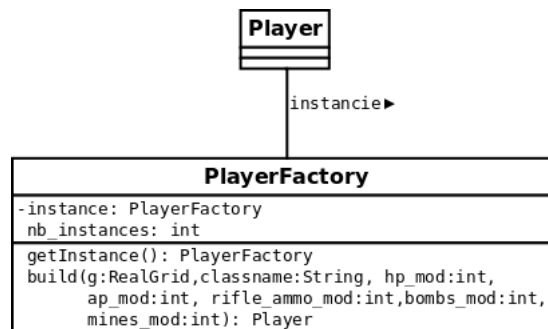 Player
instancie ►
PlayerFactory
-instance: PlayerFactory
nb_instances: int
getInstance(): PlayerFactory
build(g:RealGrid,classname:String, hp_mod:int,
ap_mod:int, rifle_ammo_mod:int,bombs_mod:int,
mines_mod:int): Player